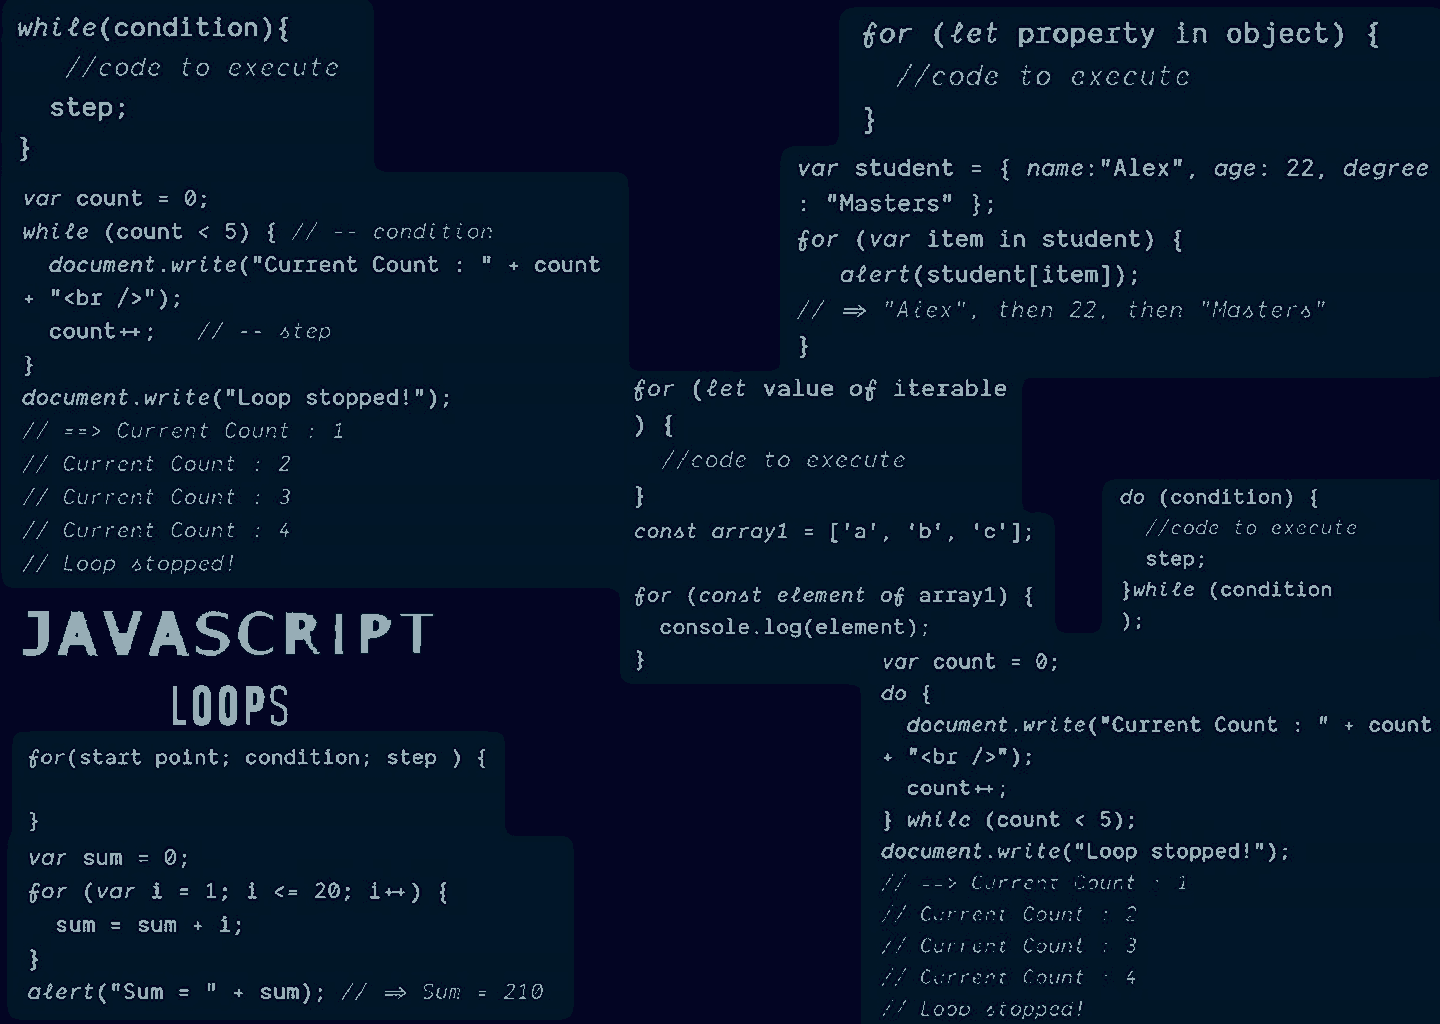 while(condition){
//code to execute
step;
}
var count = 0;
while (count < 5) { // -- condition
document.write("Current Count : " + count
+ "<br />");
count++; // -- step
}
document.write("Loop stopped!");
// ==> Current Count : 1
// Current Count : 2
// Current Count : 3
// Current Count : 4
// Loop stopped!
JAVASCRIPT
LOOPS
for(start point; condition; step ) {
}
var sum = 0;
for (var i = 1; i <= 20; i++) {
sum = sum + i;
}
alert("Sum = " + sum); // => Sum = 210
for (let property in object) {
//code to execute
}
var student = { name:"Alex", age: 22, degree
: "Masters" };
for (var item in student) {
alert(student[item]);
// => "Alex", then 22, then "Masters"
}
for (let value of iterable
) {
//code to execute
}
const array1 = ['a', 'b', 'c'];
for (const element of array1) {
console.log(element);
}
do (condition) {
//code to execute
step;
}while (condition
);
var count = 0;
do {
document.write("Current Count : " + count
+ "<br />");
count++;
} while (count < 5);
document.write("Loop stopped!");
// --> Current Count : 1
// Current Count : 2
// Current Count : 3
// Current Count : 4
// Loop stopped!